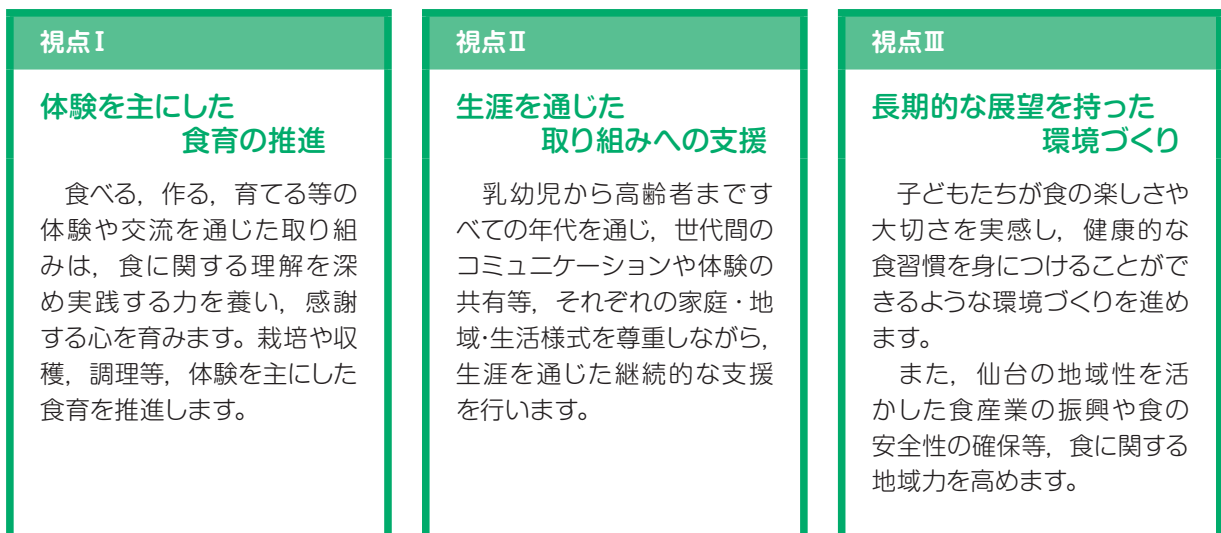 視点Ⅰ
体験を主にした
食育の推進
食べる，作る，育てる等の
体験や交流を通じた取り組
みは，食に関する理解を深
め実践する力を養い，感謝
する心を育みます。栽培や収
穫，調理等，体験を主にした
食育を推進します。
視点Ⅱ
生涯を通じた
取り組みへの支援
乳幼児から高齢者まです
べての年代を通じ，世代間の
コミュニケーションや体験の
共有等，それぞれの家庭・地
域・生活様式を尊重しながら，
生涯を通じた継続的な支援
を行います。
視点Ⅲ
長期的な展望を持った
環境づくり
子どもたちが食の楽しさや
大切さを実感し，健康的な
食習慣を身につけることがで
きるような環境づくりを進め
ます。
また，仙台の地域性を活
かした食産業の振興や食の
安全性の確保等，食に関する
地域力を高めます。